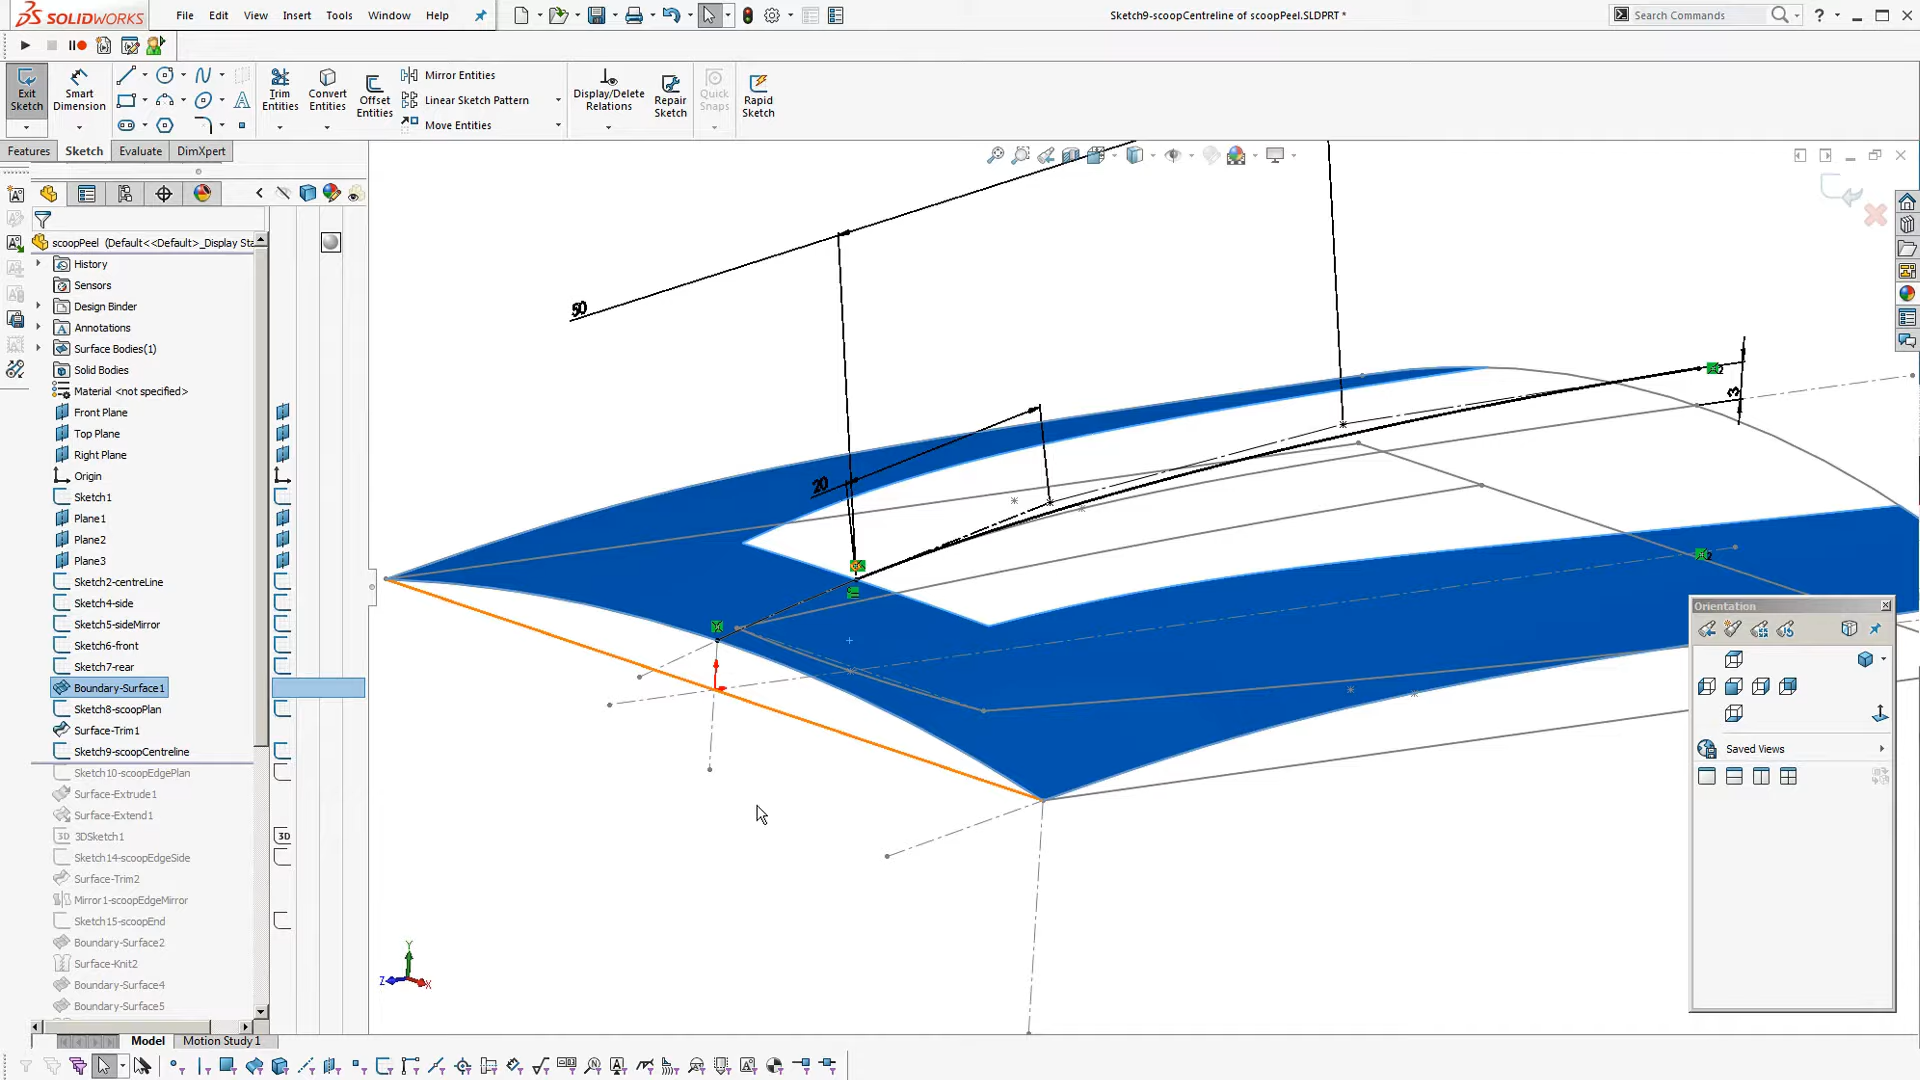 SOLIDWORKS
File Edit View Insert Tools Window Help
Sketch9-scoopCentreline of scoopPeel.SLDPRT *
Search Commands
Exit Sketch
Smart Dimension
Trim Entities
Convert Entities
Offset Entities
Mirror Entities
Linear Sketch Pattern
Move Entities
Display/Delete Relations
Repair Sketch
Quick Snaps
Rapid Sketch
Features Sketch Evaluate DimXpert
scoopPeel (Default<<Default>_Display Sta
History
Sensors
Design Binder
Annotations
Surface Bodies(1)
Solid Bodies
Material <not specified>
Front Plane
Top Plane
Right Plane
Origin
Sketch1
Plane1
Plane2
Plane3
Sketch2-centreLine
Sketch4-side
Sketch5-sideMirror
Sketch6-front
Sketch7-rear
Boundary-Surface1
Sketch8-scoopPlan
Surface-Trim1
Sketch9-scoopCentreline
Sketch10-scoopEdgePlan
Surface-Extrude1
Surface-Extend1
3D 3DSketch1 3D
Sketch14-scoopEdgeSide
Surface-Trim2
Mirror1-scoopEdgeMirror
Sketch15-scoopEnd
Boundary-Surface2
Surface-Knit2
Boundary-Surface4
Boundary-Surface5
50
20
3
2
2
Y
Z
X
Orientation
Saved Views
Model Motion Study 1